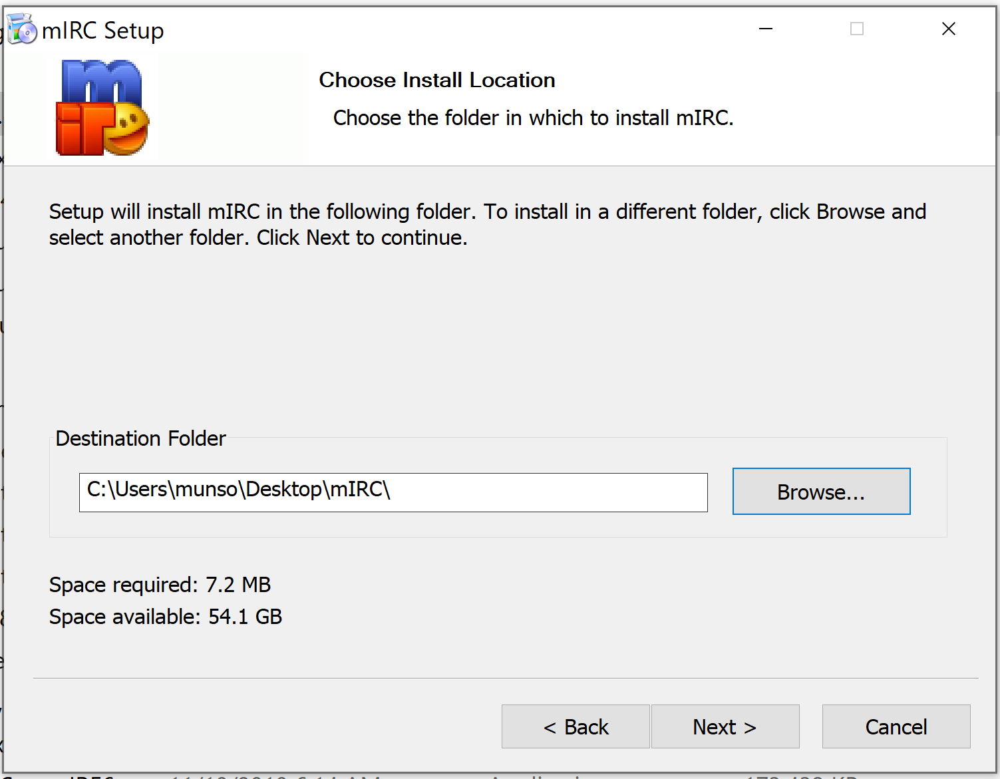 mIRC Setup
mirc
Choose Install Location
Choose the folder in which to install mIRC.
Setup will install mIRC in the following folder. To install in a different folder, click Browse and
select another folder. Click Next to continue.
Destination Folder
C:\Users\munso\Desktop\mIRC\
Browse...
Space required: 7.2 MB
Space available: 54.1 GB
< Back
Next >
Cancel